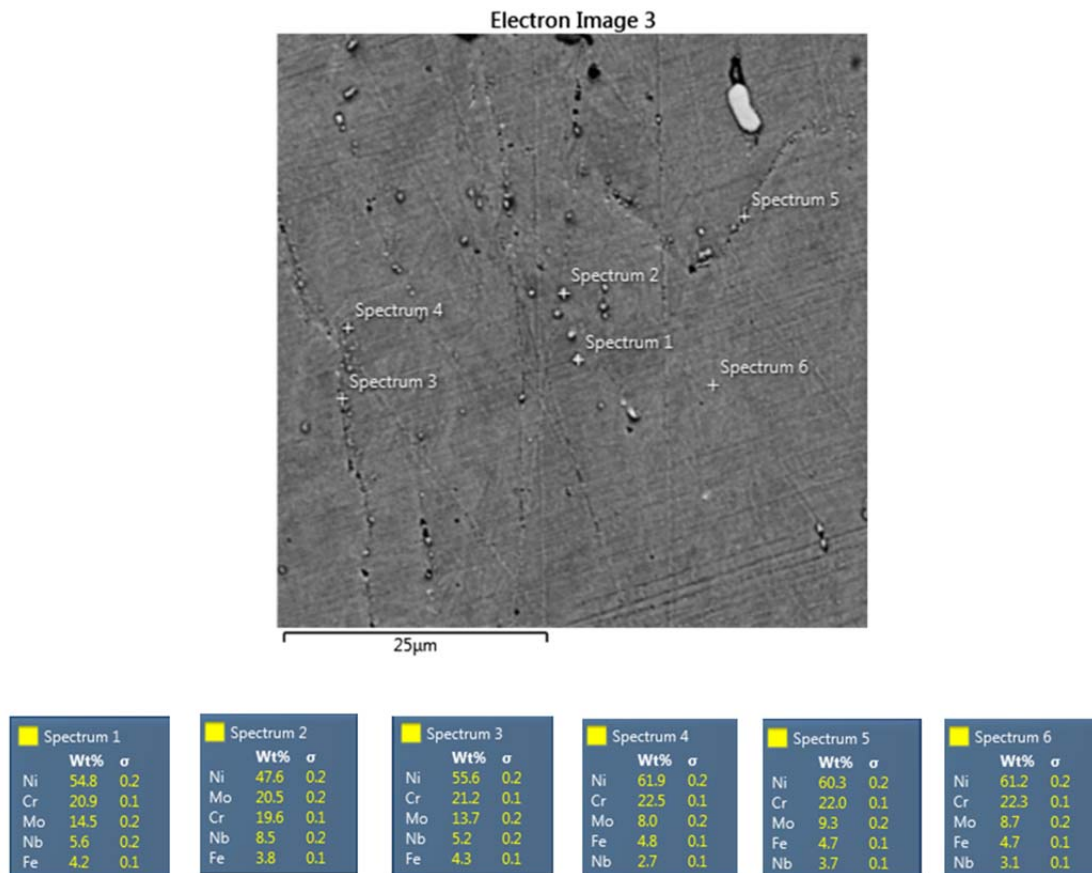 Electron Image 3
Spectrum 5
Spectrum 2
Spectrum 4
Spectrum 1
Spectrum 6
Spectrum 3
25µm
Spectrum 1
Wt% σ
Ni 54.8 0.2
Cr 20.9 0.1
Mo 14.5 0.2
Nb 5.6 0.2
Fe 4.2 0.1
Spectrum 2
Wt% σ
Ni 47.6 0.2
Mo 20.5 0.2
Cr 19.6 0.1
Nb 8.5 0.2
Fe 3.8 0.1
Spectrum 3
Wt% σ
Ni 55.6 0.2
Cr 21.2 0.1
Mo 13.7 0.2
Nb 5.2 0.2
Fe 4.3 0.1
Spectrum 4
Wt% σ
Ni 61.9 0.2
Cr 22.5 0.1
Mo 8.0 0.2
Fe 4.8 0.1
Nb 2.7 0.1
Spectrum 5
Wt% σ
Ni 60.3 0.2
Cr 22.0 0.1
Mo 9.3 0.2
Fe 4.7 0.1
Nb 3.7 0.1
Spectrum 6
Wt% σ
Ni 61.2 0.2
Cr 22.3 0.1
Mo 8.7 0.2
Fe 4.7 0.1
Nb 3.1 0.1